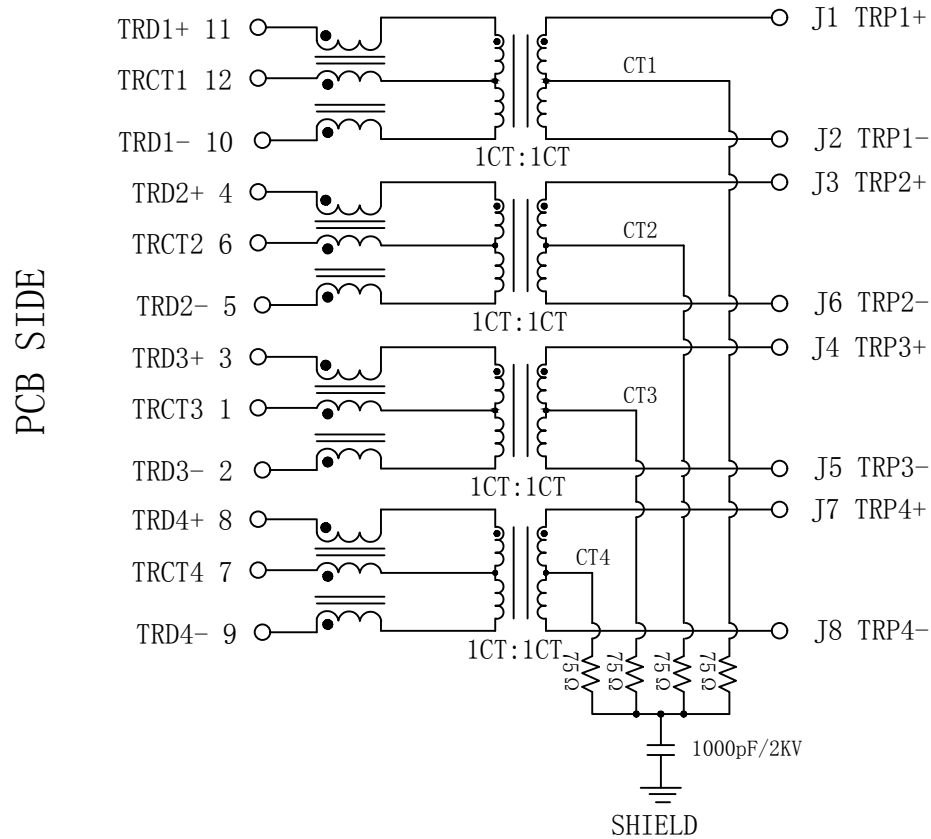 TRD1+ 11
J1 TRP1+
CT1
TRCT1 12
TRD1- 10
J2 TRP1-
1CT:1CT
TRD2+ 4
J3 TRP2+
CT2
TRCT2 6
TRD2- 5
J6 TRP2-
1CT:1CT
PCB SIDE
TRD3+ 3
J4 TRP3+
CT3
TRCT3 1
TRD3- 2
J5 TRP3-
1CT:1CT
TRD4+ 8
J7 TRP4+
CT4
TRCT4 7
TRD4- 9
J8 TRP4-
1CT:1CT
75Ω
75Ω
75Ω
75Ω
1000pF/2KV
SHIELD